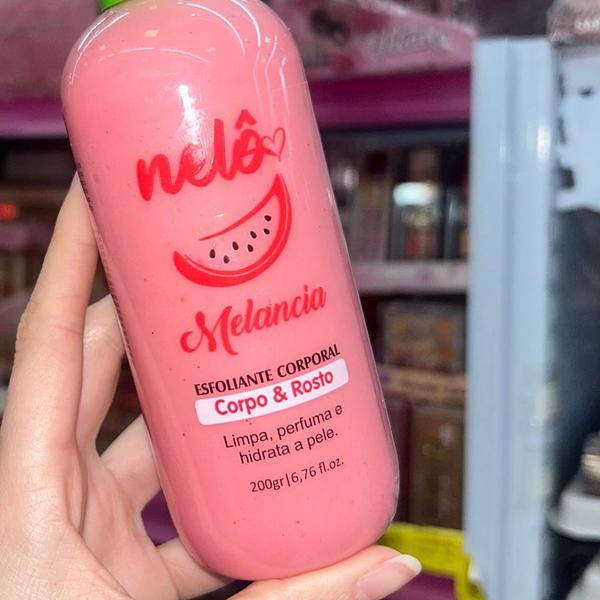 nelô
Melancia
ESFOLIANTE CORPORAL
Corpo & Rosto
Limpa, perfuma e
hidrata a pele.
200gr|6,76 fl.oz.